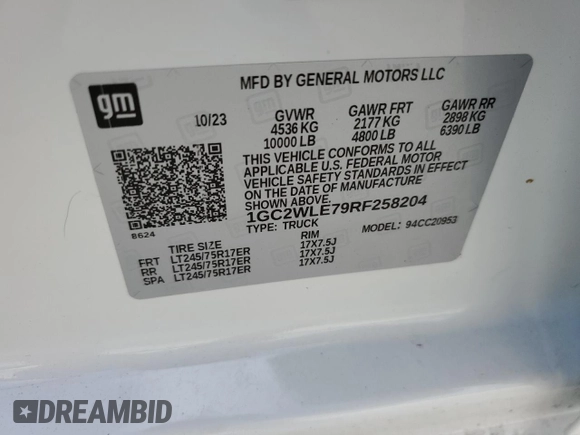 MFD BY GENERAL MOTORS LLC
gm
10/23
GVWR
4536 KG
10000 LB
GAWR FRT
2177 KG
4800 LB
GAWR RR
2898 KG
6390 LB
THIS VEHICLE CONFORMS TO ALL
APPLICABLE U.S. FEDERAL MOTOR
VEHICLE SAFETY STANDARDS IN EFFECT
ON THE DATE OF MANUFACTURE
SHOWN ABOVE.
1GC2WLE79RF258204
8624
TYPE: TRUCK
MODEL: 94CC20953
TIRE SIZE
RIM
FRT LT245/75R17ER 17X7.5J
RR LT245/75R17ER 17X7.5J
SPA LT245/75R17ER 17X7.5J
DREAMBID